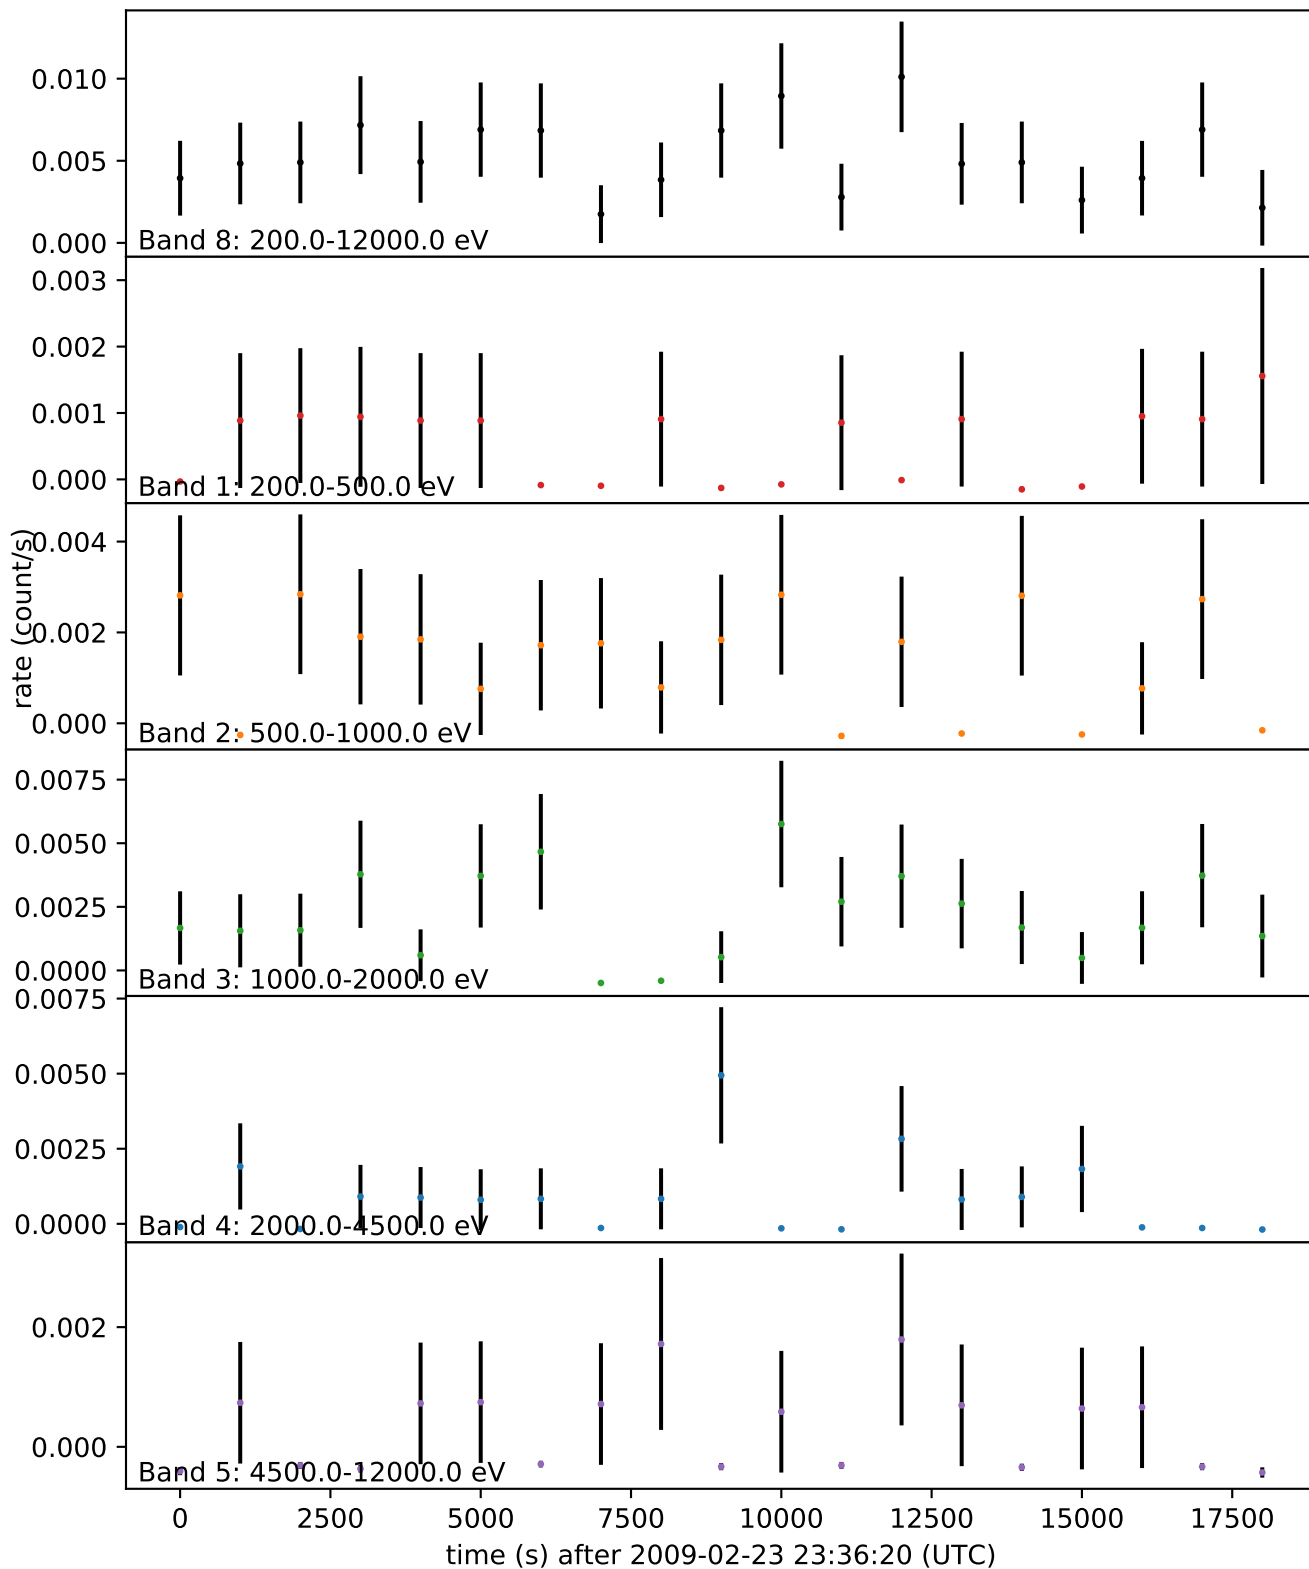 0.010
0.005
0.000
Band 8: 200.0-12000.0 eV
0.003
0.002
0.001
0.000
Band 1: 200.0-500.0 eV
rate (count/s)
0.004
0.002
0.000
Band 2: 500.0-1000.0 eV
0.0075
0.0050
0.0025
0.0000
Band 3: 1000.0-2000.0 eV
0.0075
0.0050
0.0025
0.0000
Band 4: 2000.0-4500.0 eV
0.002
0.000
Band 5: 4500.0-12000.0 eV
0 2500 5000 7500 10000 12500 15000 17500
time (s) after 2009-02-23 23:36:20 (UTC)